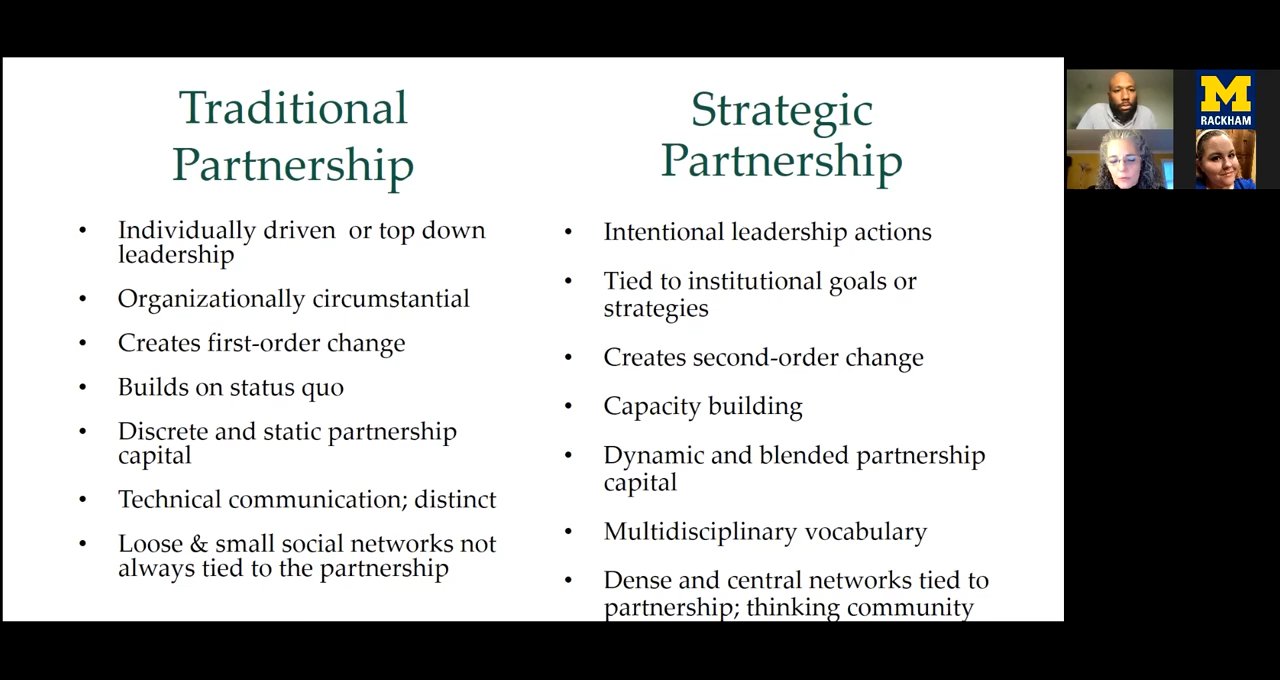 Traditional
Partnership
• Individually driven or top down
leadership
• Organizationally circumstantial
• Creates first-order change
• Builds on status quo
• Discrete and static partnership
capital
• Technical communication; distinct
• Loose & small social networks not
always tied to the partnership
Strategic
Partnership
• Intentional leadership actions
• Tied to institutional goals or
strategies
• Creates second-order change
• Capacity building
• Dynamic and blended partnership
capital
• Multidisciplinary vocabulary
• Dense and central networks tied to
partnership; thinking community
M
RACKHAM